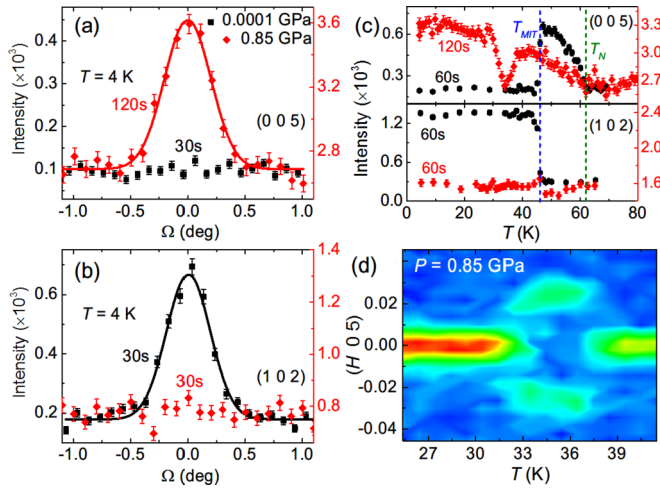 (a)
0.0001 GPa
0.85 GPa
T = 4 K
120s
30s
(0 0 5)
Intensity (×10³)
0.4
0.3
0.2
0.1
3.6
3.3
3.0
2.7
-1.0
-0.5
0.0
0.5
1.0
Ω (deg)
(b)
T = 4 K
30s
30s
(1 0 2)
Intensity (×10³)
0.6
0.4
0.2
1.4
1.2
1.0
0.8
-1.0
-0.5
0.0
0.5
1.0
Ω (deg)
(c)
T_MIT
(0 0 5)
120s
60s
T_N
(1 0 2)
60s
60s
Intensity (×10³)
0.6
0.3
1.2
0.6
3.3
3.0
2.7
2.4
2.1
1.8
1.5
0
20
40
60
80
T (K)
(d)
P = 0.85 GPa
(H 0 5)
0.02
0.00
-0.02
-0.04
27
30
33
36
39
T (K)